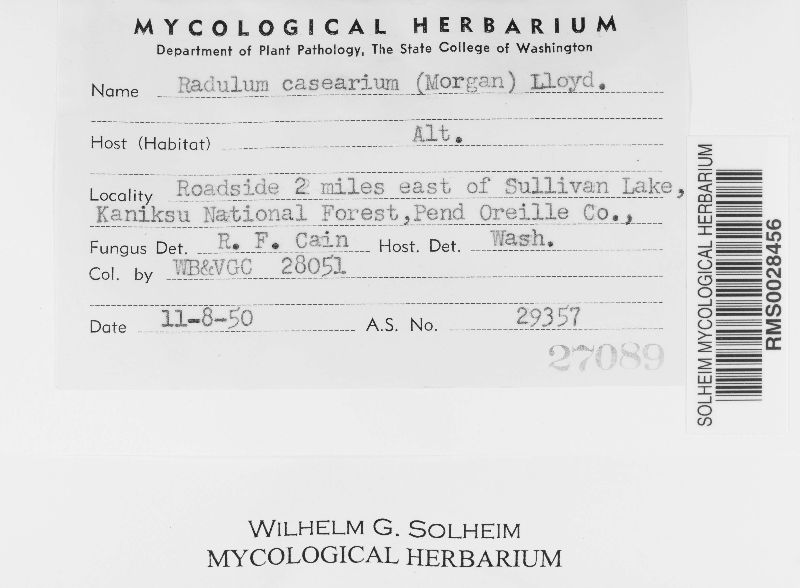 MYCOLOGICAL HERBARIUM
Department of Plant Pathology, The State College of Washington
Name Radulum casearium (Morgan) Lloyd.
Host (Habitat) Alt.
Locality Roadside 2 miles east of Sullivan Lake,
Kaniksu National Forest,Pend Oreille Co.,
Fungus Det. R. F. Cain Host. Det. Wash.
Col. by WB&VGC 28051
Date 11-8-50 A.S. No. 29357
27089
SOLHEIM MYCOLOGICAL HERBARIUM
RMS0028456
WILHELM G. SOLHEIM
MYCOLOGICAL HERBARIUM